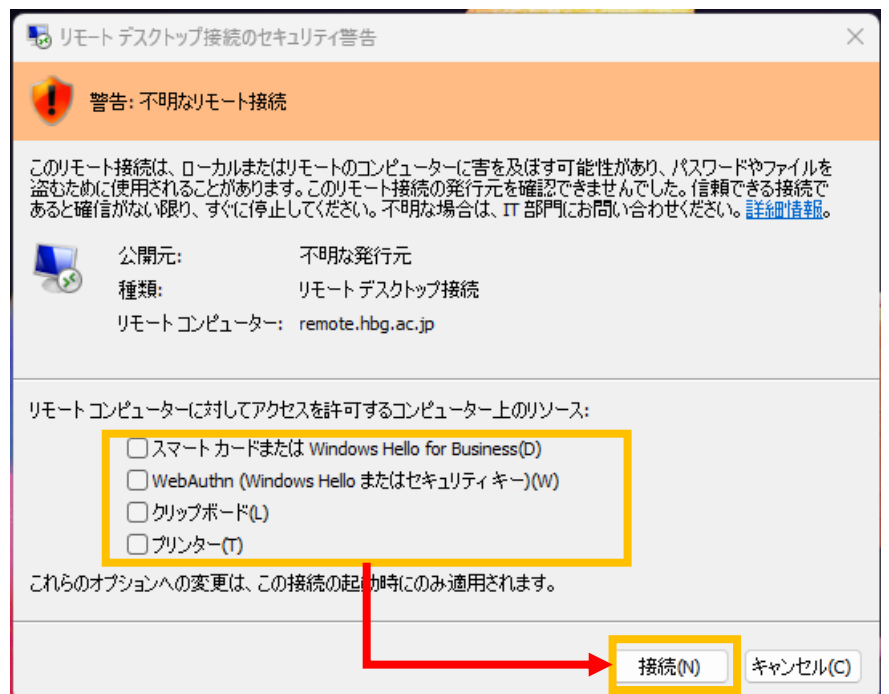 リモート デスクトップ接続のセキュリティ警告
警告: 不明なリモート接続
このリモート接続は、ローカルまたはリモートのコンピューターに害を及ぼす可能性があり、パスワードやファイルを
盗むために使用されることがあります。このリモート接続の発行元を確認できませんでした。信頼できる接続で
あると確信がない限り、すぐに停止してください。不明な場合は、IT 部門にお問い合わせください。詳細情報。
公開元: 不明な発行元
種類: リモート デスクトップ接続
リモート コンピューター: remote.hbg.ac.jp
リモート コンピューターに対してアクセスを許可するコンピューター上のリソース:
スマート カードまたは Windows Hello for Business(D)
WebAuthn (Windows Hello またはセキュリティ キー)(W)
クリップボード(L)
プリンター(T)
これらのオプションへの変更は、この接続の起動時にのみ適用されます。
接続(N) キャンセル(C)